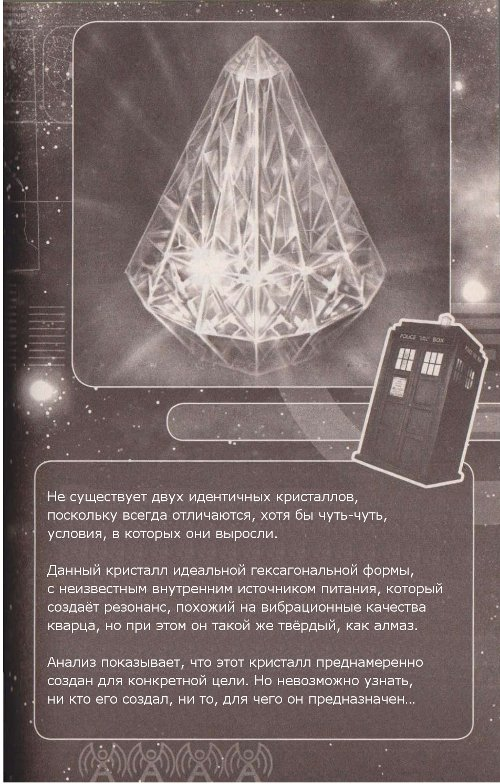 POLICE BOX
Не существует двух идентичных кристаллов,
поскольку всегда отличаются, хотя бы чуть-чуть,
условия, в которых они выросли.
Данный кристалл идеальной гексагональной формы,
с неизвестным внутренним источником питания, который
создаёт резонанс, похожий на вибрационные качества
кварца, но при этом он такой же твёрдый, как алмаз.
Анализ показывает, что этот кристалл преднамеренно
создан для конкретной цели. Но невозможно узнать,
ни кто его создал, ни то, для чего он предназначен...